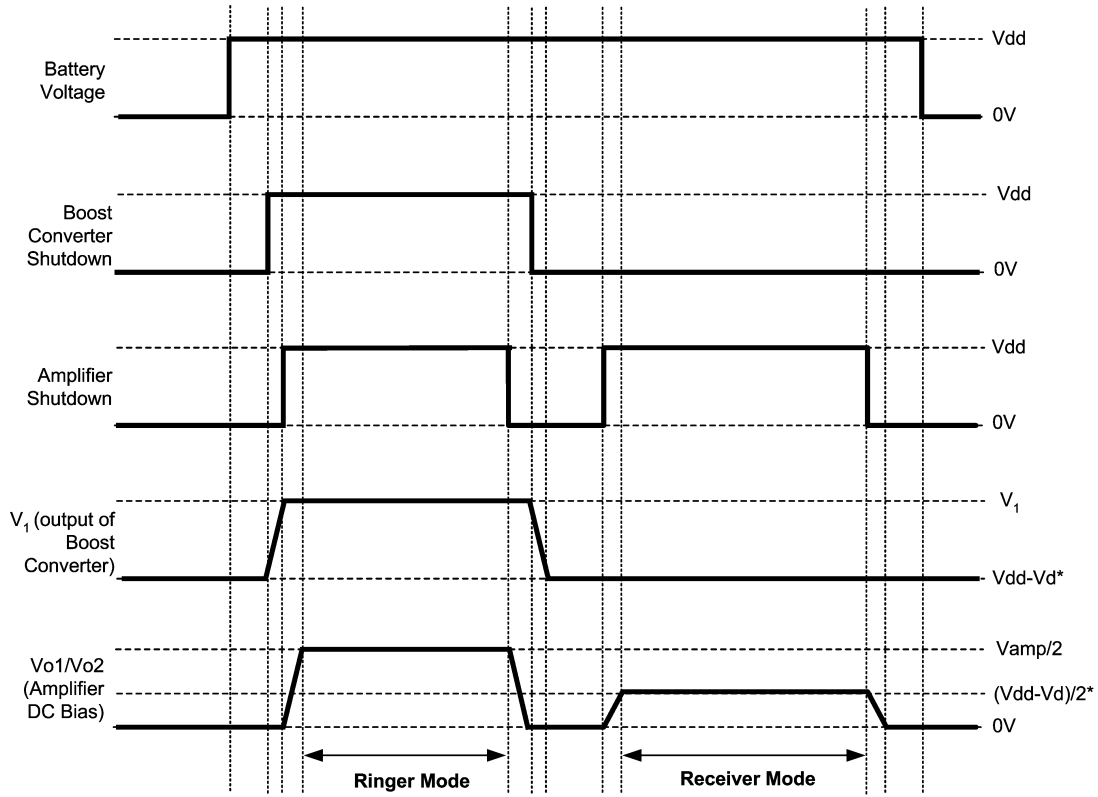 Vdd
Battery
Voltage
0V
Vdd
Boost
Converter
Shutdown
0V
Vdd
Amplifier
Shutdown
0V
V1
V1 (output of
Boost
Converter)
Vdd-Vd*
Vamp/2
Vo1/Vo2
(Amplifier
DC Bias)
(Vdd-Vd)/2*
0V
Ringer Mode
Receiver Mode